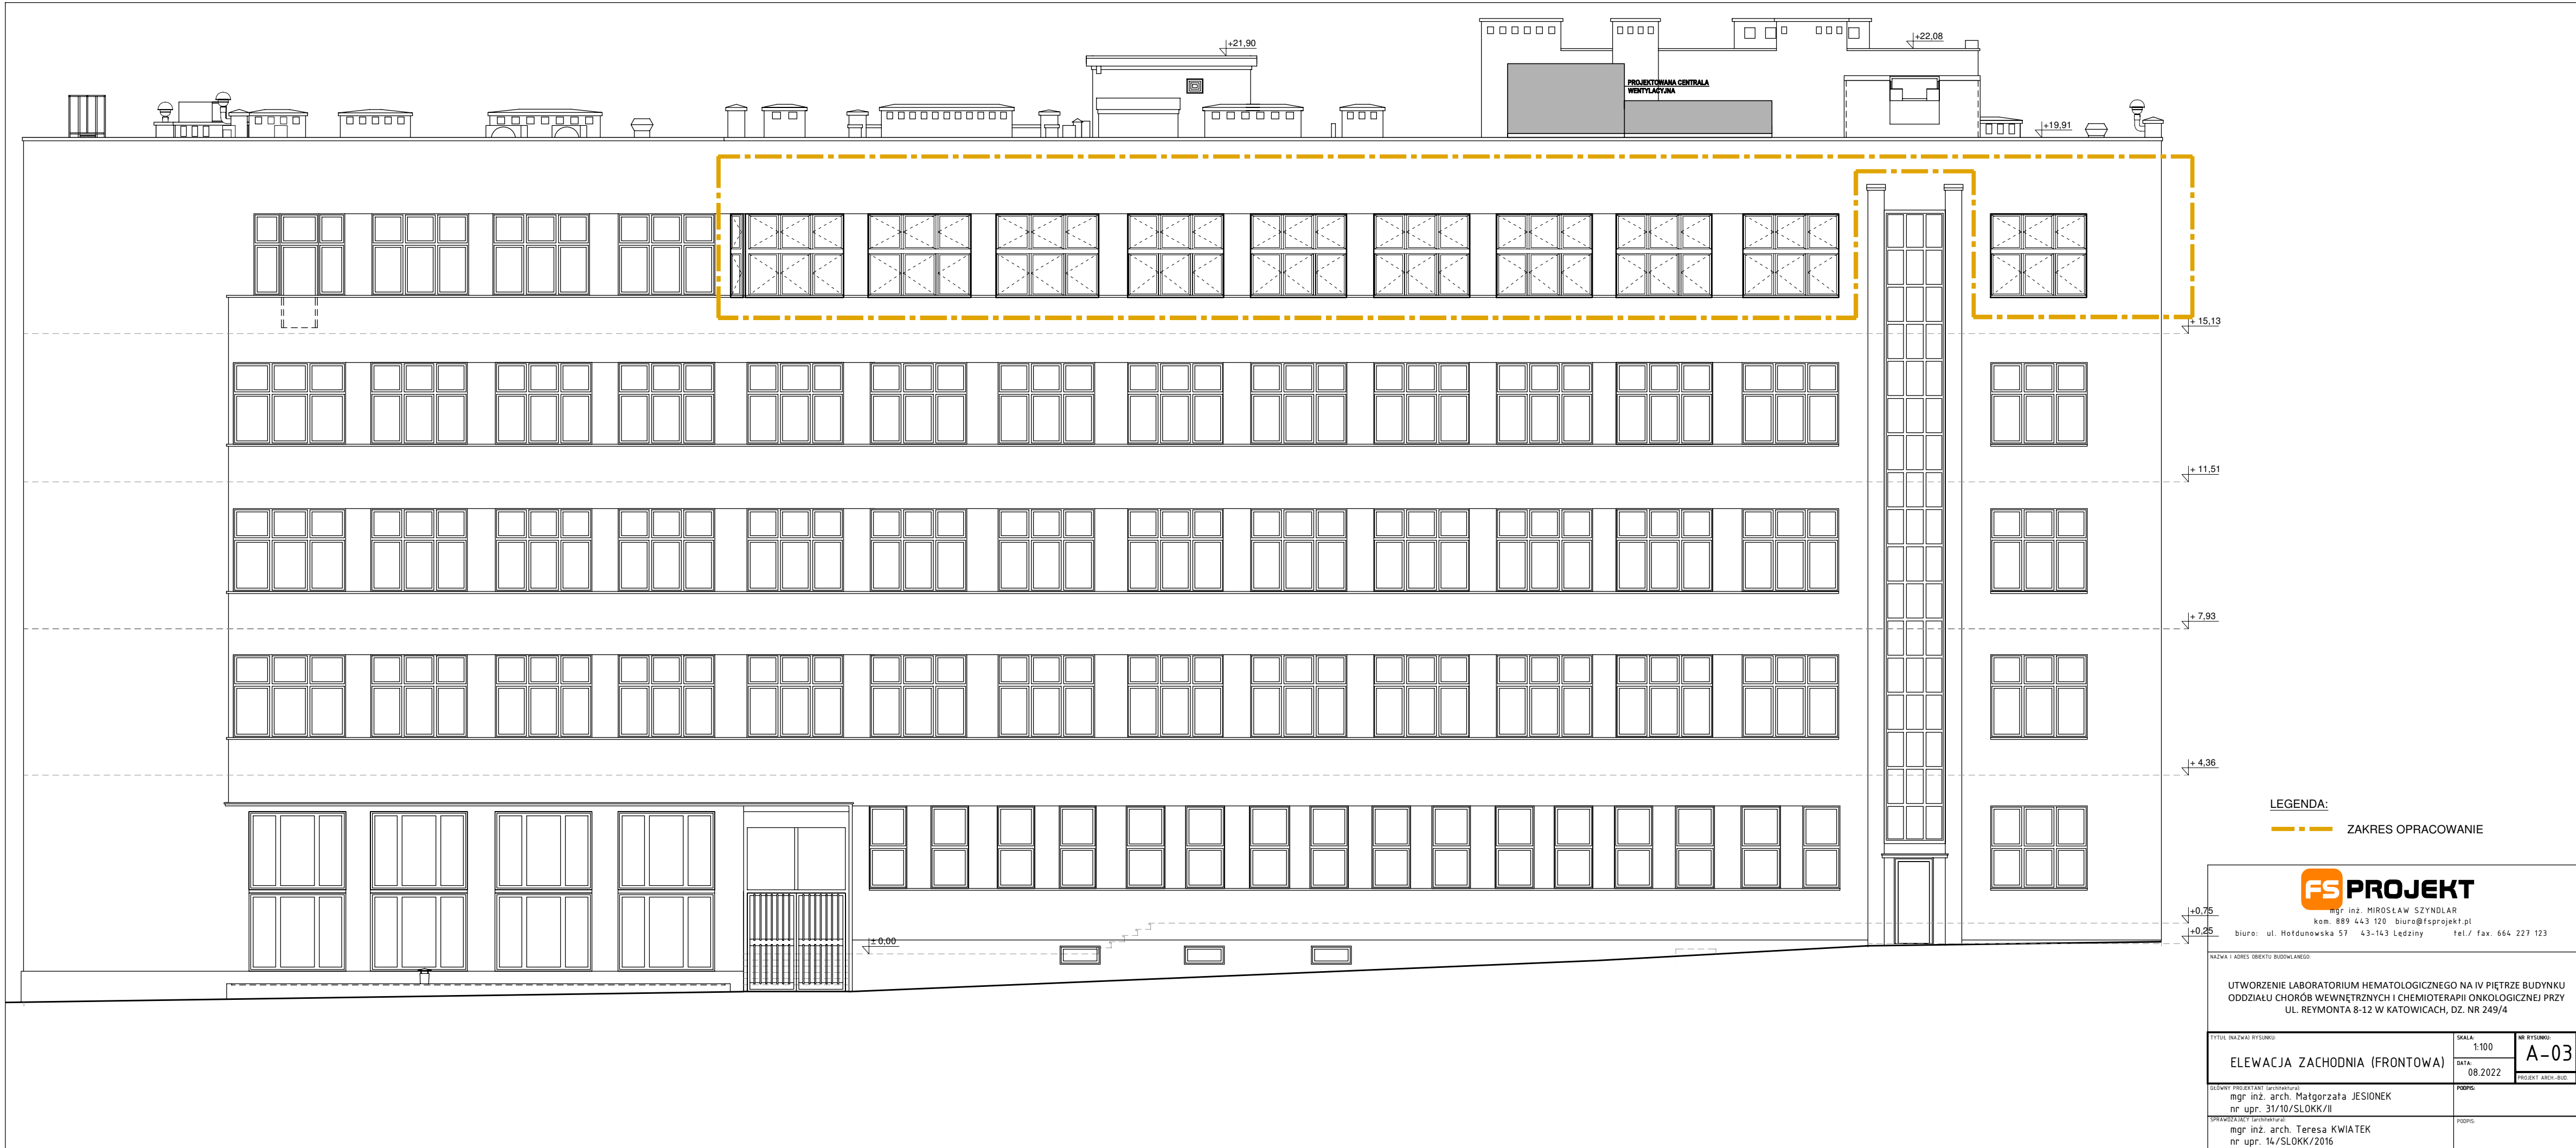 +21,90
+22,08
PROJEKTOWANA CENTRALA
WENTYLACYJNA
+19,91
+ 15,13
+ 11,51
+ 7,93
+ 4,36
+0,75
+0,25
± 0,00
LEGENDA:
ZAKRES OPRACOWANIE
FS PROJEKT
mgr inż. MIROSŁAW SZYNDLAR
kom. 889 443 120 biuro@fsprojekt.pl
biuro: ul. Hołdunowska 57 43-143 Lędziny tel./ fax. 664 227 123
NAZWA I ADRES OBIEKTU BUDOWLANEGO:
UTWORZENIE LABORATORIUM HEMATOLOGICZNEGO NA IV PIĘTRZE BUDYNKU
ODDZIAŁU CHORÓB WEWNĘTRZNYCH I CHEMIOTERAPII ONKOLOGICZNEJ PRZY
UL. REYMONTA 8-12 W KATOWICACH, DZ. NR 249/4
TYTUŁ (NAZWA) RYSUNKU:
ELEWACJA ZACHODNIA (FRONTOWA)
SKALA:
1:100
DATA:
08.2022
NR RYSUNKU:
A-03
PROJEKT ARCH.-BUD.
GŁÓWNY PROJEKTANT (architektura):
mgr inż. arch. Małgorzata JESIONEK
nr upr. 31/10/SLOKK/II
PODPIS:
SPRAWDZAJĄCY (architektura):
mgr inż. arch. Teresa KWIATEK
nr upr. 14/SLOKK/2016
PODPIS: